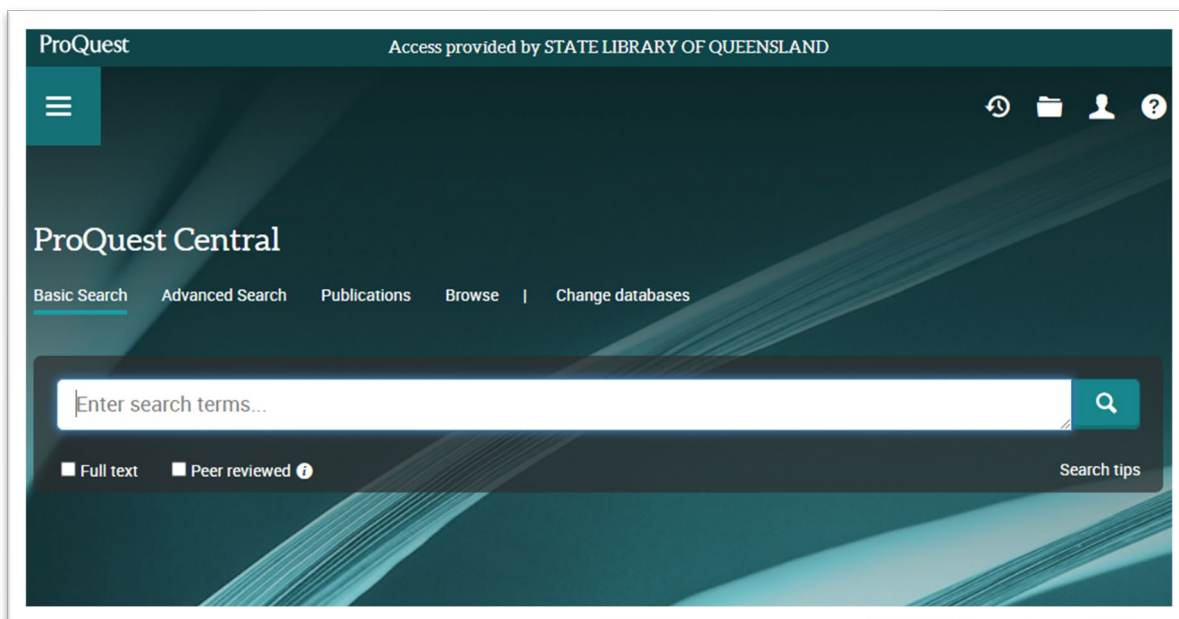 ProQuest Access provided by STATE LIBRARY OF QUEENSLAND
ProQuest Central
Basic Search Advanced Search Publications Browse | Change databases
Enter search terms...
Full text Peer reviewed Search tips